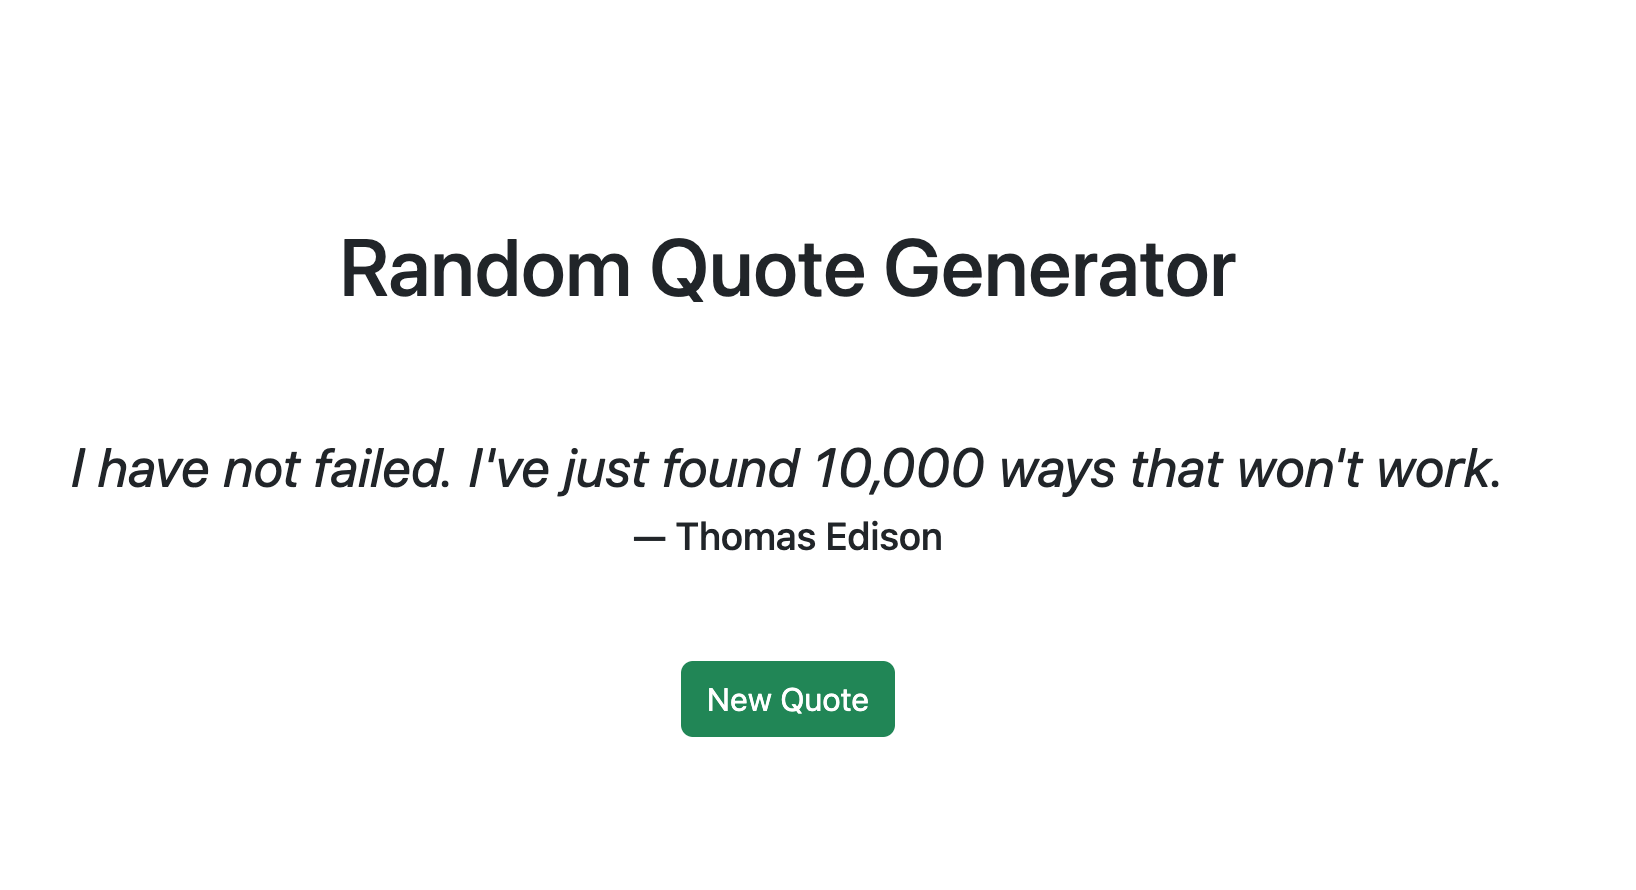 Random Quote Generator
I have not failed. I've just found 10,000 ways that won't work.
— Thomas Edison
New Quote